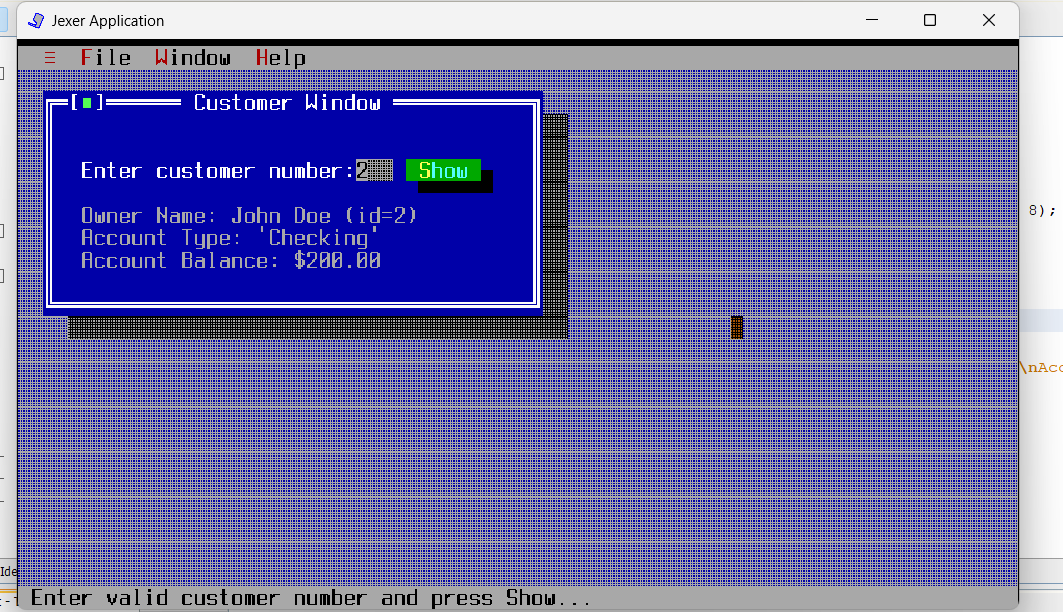 Jexer Application
File Window Help
Customer Window
Enter customer number:2 Show
8);
Owner Name: John Doe (id=2)
Account Type: 'Checking'
Account Balance: $200.00
\nAcc
Ide
Enter valid customer number and press Show...